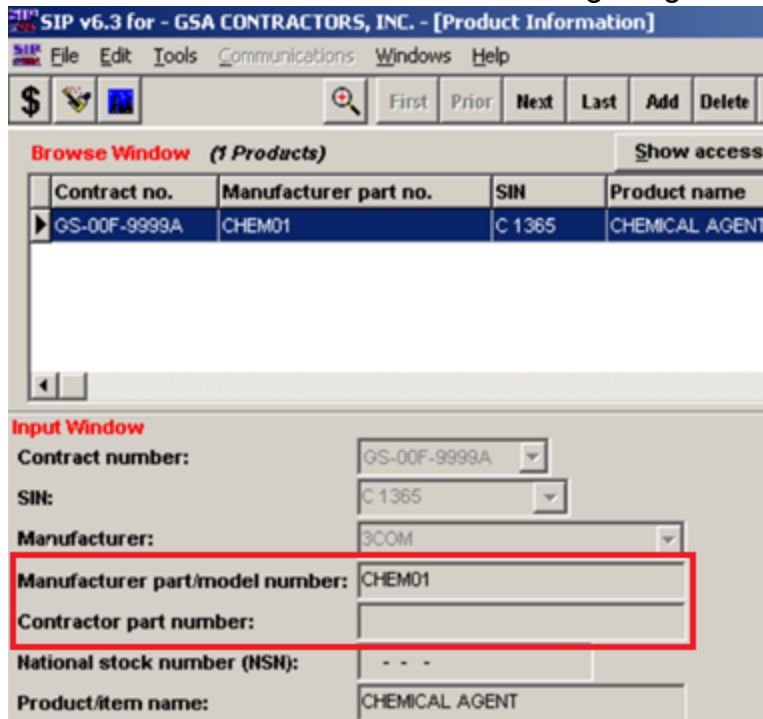 SIP v6.3 for - GSA CONTRACTORS, INC. - [Product Information]
SIP File Edit Tools Communications Windows Help
$ First Prior Next Last Add Delete
Browse Window (1 Products) Show access
Contract no. Manufacturer part no. SIN Product name
GS-00F-9999A CHEM01 C 1365 CHEMICAL AGENT
Input Window
Contract number: GS-00F-9999A
SIN: C 1365
Manufacturer: 3COM
Manufacturer part/model number: CHEM01
Contractor part number:
National stock number (NSN): - - -
Product/item name: CHEMICAL AGENT